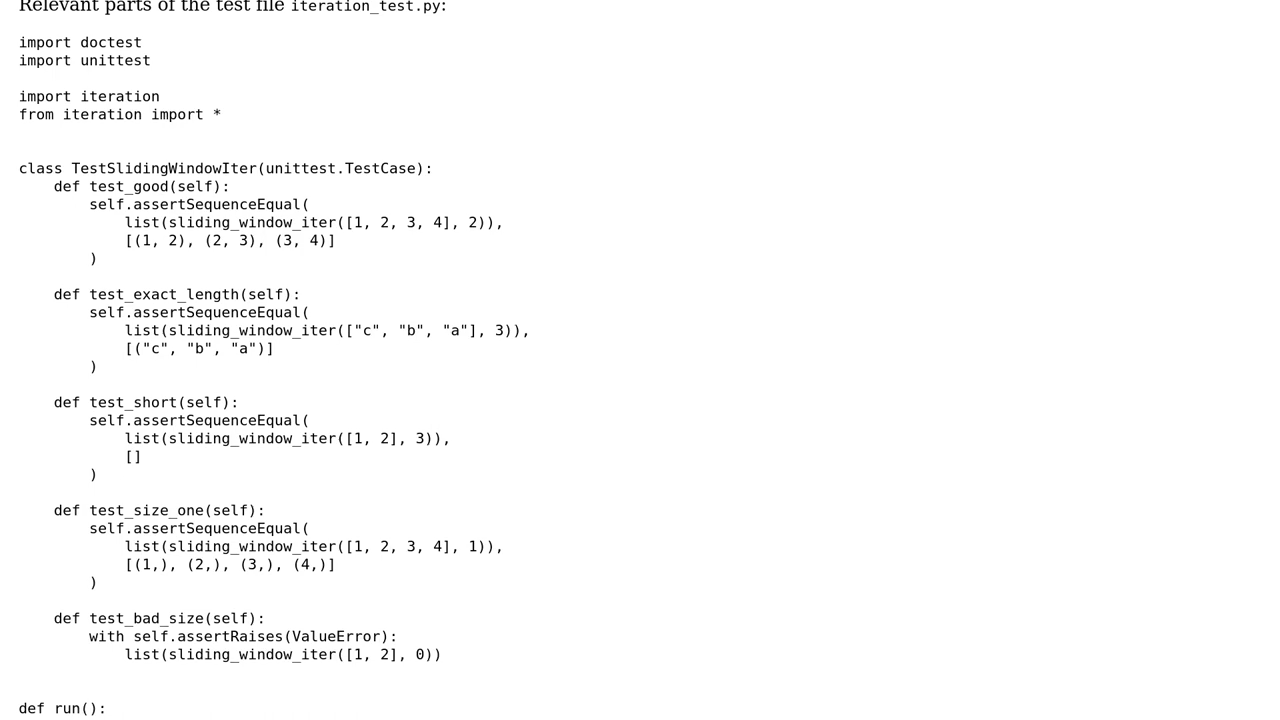 Relevant parts of the test file iteration_test.py:
import doctest
import unittest
import iteration
from iteration import *
class TestSlidingWindowIter(unittest.TestCase):
    def test_good(self):
        self.assertSequenceEqual(
            list(sliding_window_iter([1, 2, 3, 4], 2)),
            [(1, 2), (2, 3), (3, 4)]
        )
    def test_exact_length(self):
        self.assertSequenceEqual(
            list(sliding_window_iter(["c", "b", "a"], 3)),
            [("c", "b", "a")]
        )
    def test_short(self):
        self.assertSequenceEqual(
            list(sliding_window_iter([1, 2], 3)),
            []
        )
    def test_size_one(self):
        self.assertSequenceEqual(
            list(sliding_window_iter([1, 2, 3, 4], 1)),
            [(1,), (2,), (3,), (4,)]
        )
    def test_bad_size(self):
        with self.assertRaises(ValueError):
            list(sliding_window_iter([1, 2], 0))
def run():